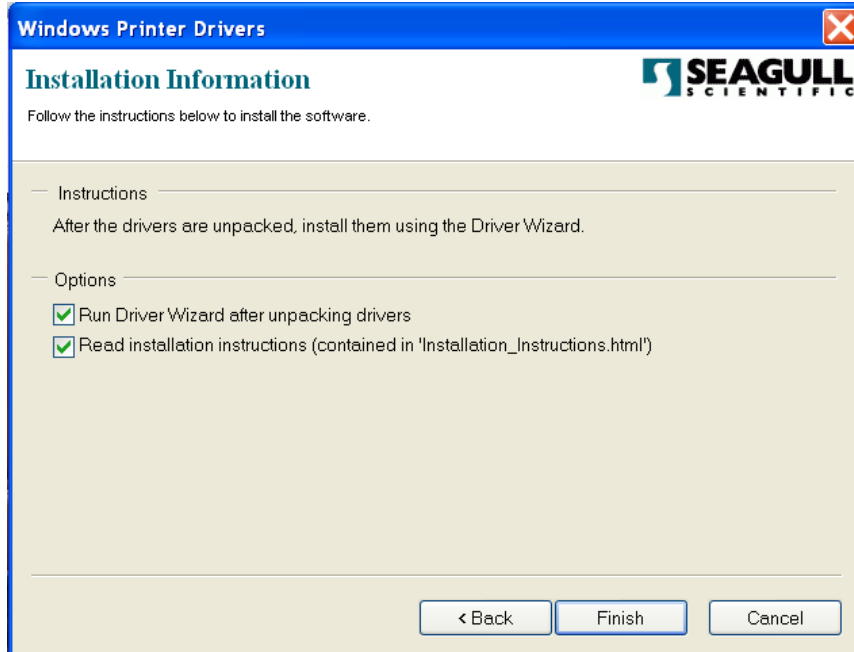 Windows Printer Drivers
Installation Information
SEAGULL
SCIENTIFIC
Follow the instructions below to install the software.
Instructions
After the drivers are unpacked, install them using the Driver Wizard.
Options
Run Driver Wizard after unpacking drivers
Read installation instructions (contained in 'Installation_Instructions.html')
< Back
Finish
Cancel